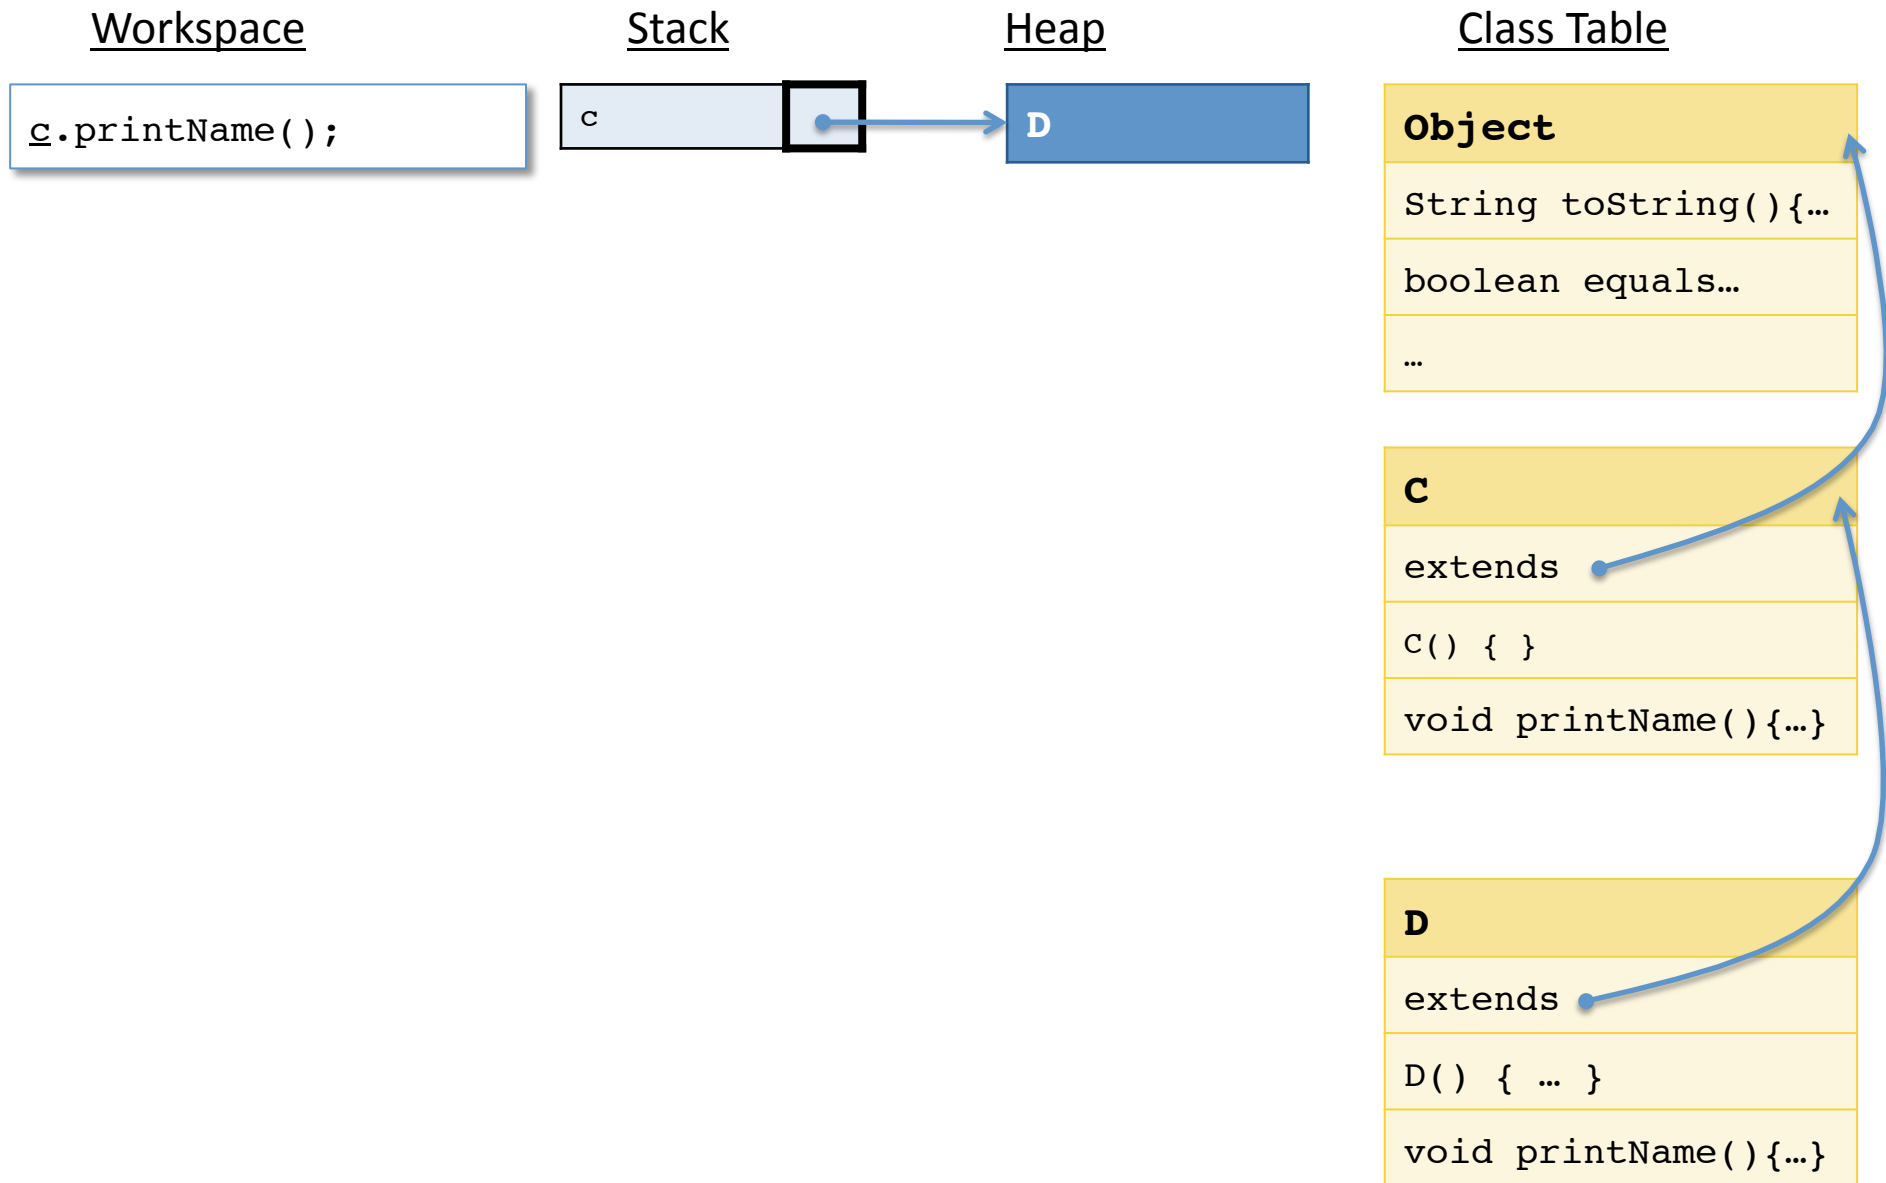 Workspace
Stack
Heap
Class Table
c.printName();
c
D
Object
String toString(){…
boolean equals…
…
C
extends
C() { }
void printName(){…}
D
extends
D() { … }
void printName(){…}